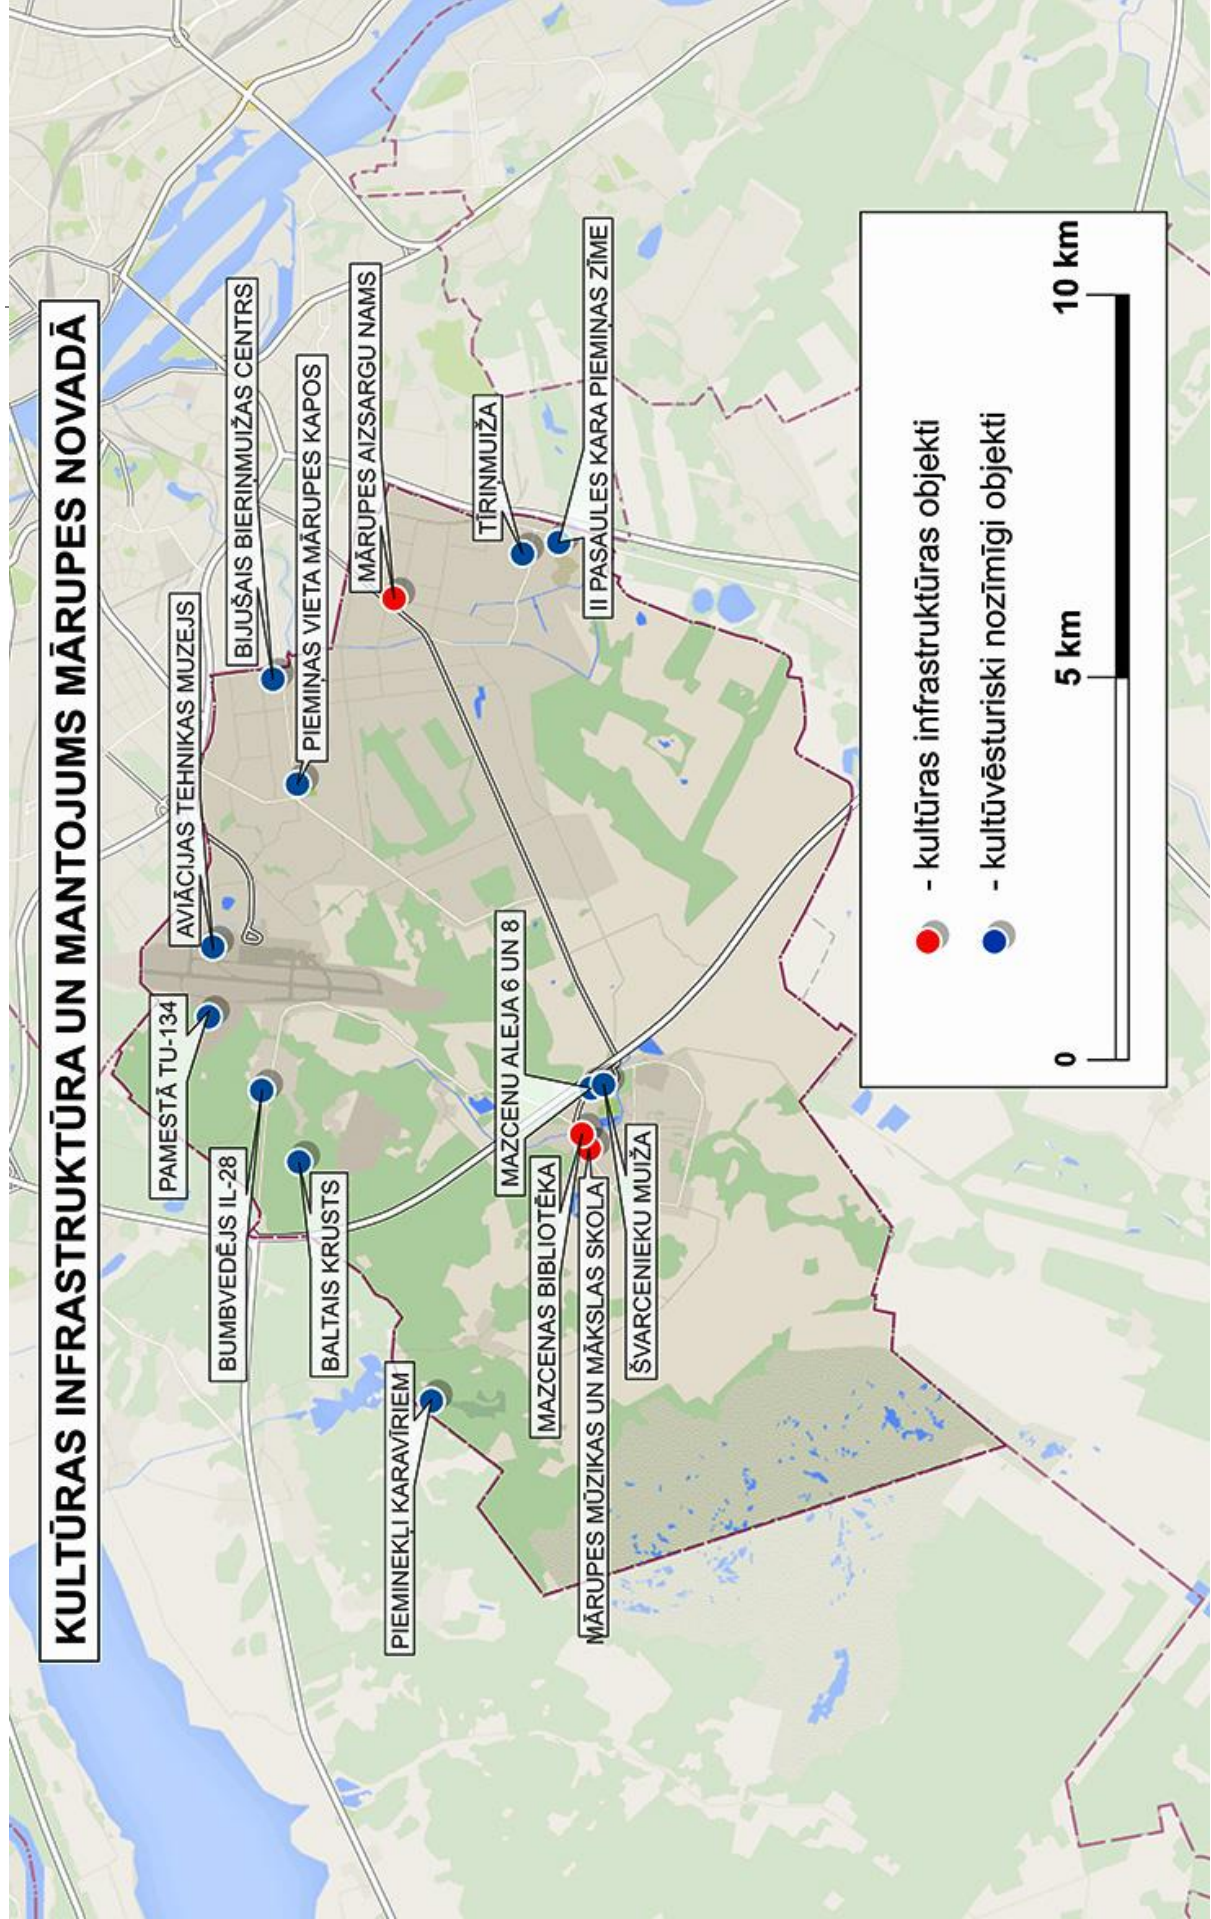 KULTŪRAS INFRASTRUKTŪRA UN MANTOJUMS MĀRUPES NOVADĀ
PAMESTĀ TU-134
AVIĀCIJAS TEHNIKAS MUZEJS
BUMBVEDĒJS IL-28
BIJUŠAIS BIERIŅMUIŽAS CENTRS
BALTAIS KRUSTS
PIEMIŅAS VIETA MĀRUPES KAPOS
MĀRUPES AIZSARGU NAMS
PIEMINEKLI KARAVĪRIEM
TĪRIŅMUIŽA
MAZCENU ALEJA 6 UN 8
MAZCENAS BIBLIOTĒKA
II PASAULES KARA PIEMIŅAS ZĪME
MĀRUPES MŪZIKAS UN MĀKSLAS SKOLA
ŠVARCENIEKU MUIŽA
- kultūras infrastruktūras objekti
- kultūvēsturiski nozīmīgi objekti
0 5 km 10 km